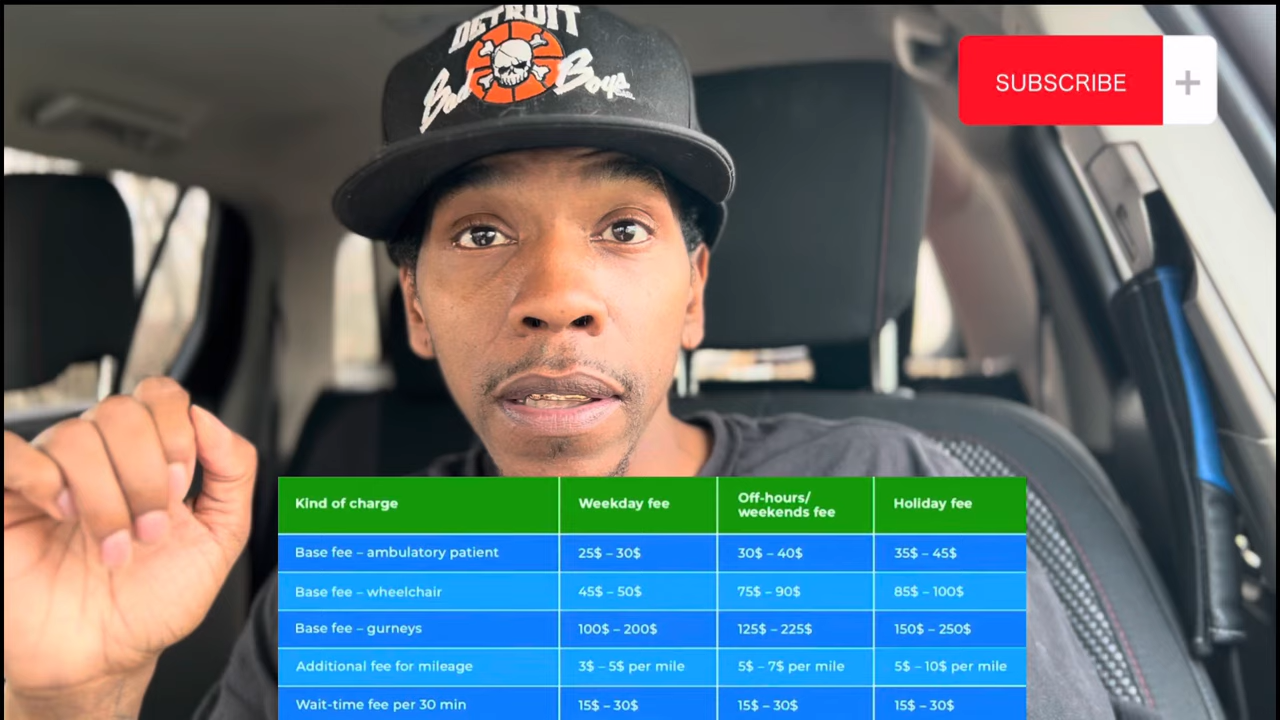 DETROIT
Bad Boys
SUBSCRIBE +
Kind of charge Weekday fee Off-hours/ weekends fee Holiday fee
Base fee – ambulatory patient 25$ – 30$ 30$ – 40$ 35$ – 45$
Base fee – wheelchair 45$ – 50$ 75$ – 90$ 85$ – 100$
Base fee – gurneys 100$ – 200$ 125$ – 225$ 150$ – 250$
Additional fee for mileage 3$ – 5$ per mile 5$ – 7$ per mile 5$ – 10$ per mile
Wait-time fee per 30 min 15$ – 30$ 15$ – 30$ 15$ – 30$